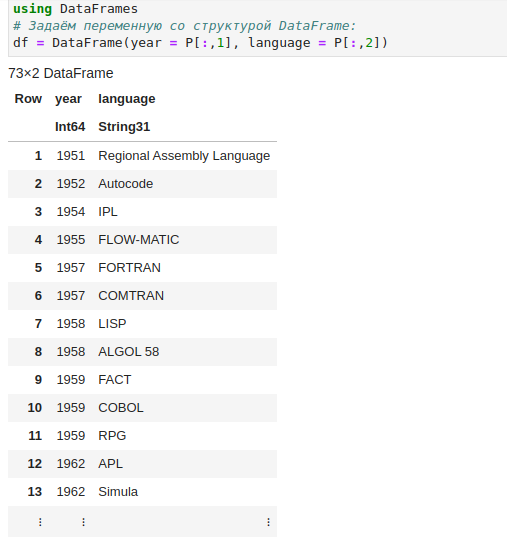 using DataFrames
# Задаём переменную со структурой DataFrame:
df = DataFrame(year = P[:,1], language = P[:,2])
73×2 DataFrame
Row year language
Int64 String31
1 1951 Regional Assembly Language
2 1952 Autocode
3 1954 IPL
4 1955 FLOW-MATIC
5 1957 FORTRAN
6 1957 COMTRAN
7 1958 LISP
8 1958 ALGOL 58
9 1959 FACT
10 1959 COBOL
11 1959 RPG
12 1962 APL
13 1962 Simula
⋮ ⋮ ⋮